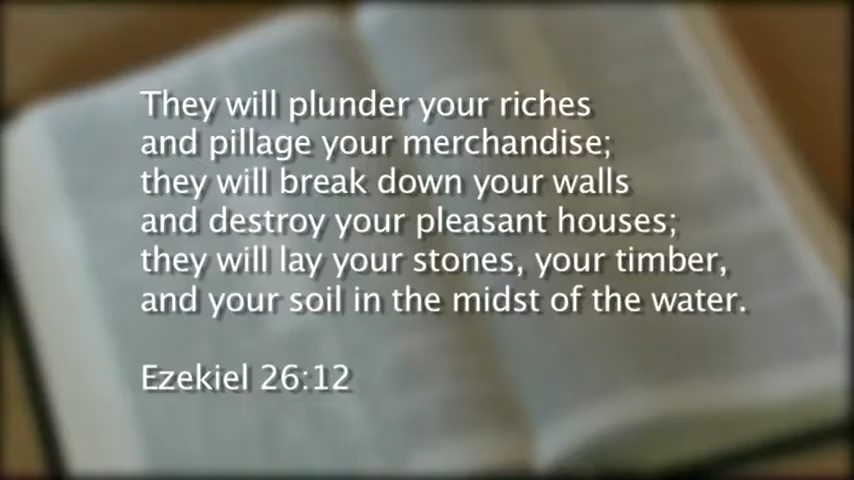 They will plunder your riches
and pillage your merchandise;
they will break down your walls
and destroy your pleasant houses;
they will lay your stones, your timber,
and your soil in the midst of the water.
Ezekiel 26:12